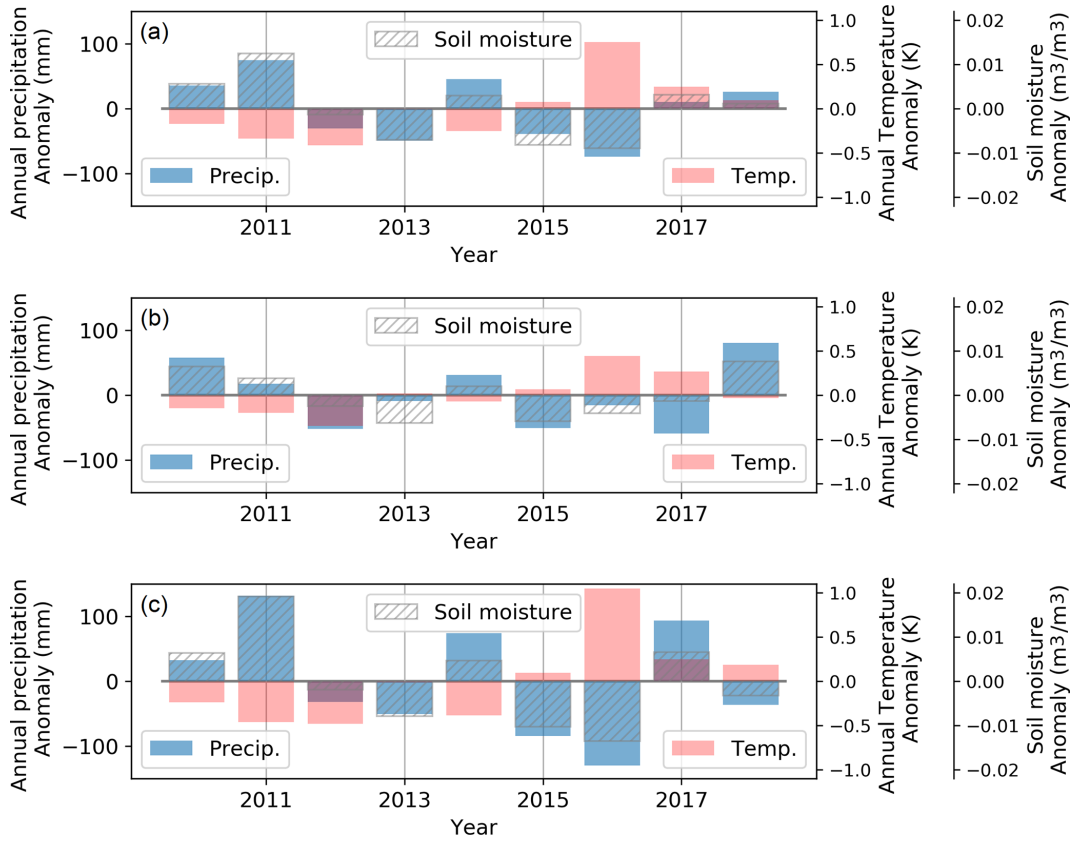 (a)
Soil moisture
Precip.
Temp.
100
0
−100
Annual precipitation
Anomaly (mm)
1.0
0.5
0.0
−0.5
−1.0
Annual Temperature
Anomaly (K)
0.02
0.01
0.00
−0.01
−0.02
Soil moisture
Anomaly (m3/m3)
2011
2013
2015
2017
Year
(b)
Soil moisture
Precip.
Temp.
100
0
−100
Annual precipitation
Anomaly (mm)
1.0
0.5
0.0
−0.5
−1.0
Annual Temperature
Anomaly (K)
0.02
0.01
0.00
−0.01
−0.02
Soil moisture
Anomaly (m3/m3)
2011
2013
2015
2017
Year
(c)
Soil moisture
Precip.
Temp.
100
0
−100
Annual precipitation
Anomaly (mm)
1.0
0.5
0.0
−0.5
−1.0
Annual Temperature
Anomaly (K)
0.02
0.01
0.00
−0.01
−0.02
Soil moisture
Anomaly (m3/m3)
2011
2013
2015
2017
Year